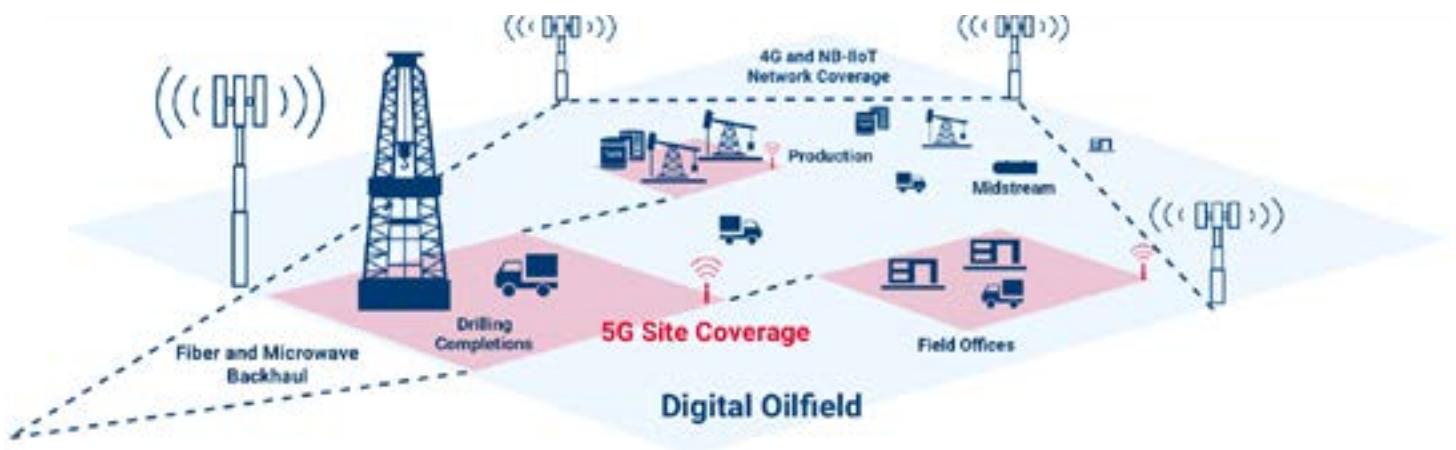 4G and NB-IIoT
Network Coverage
Production
Midstream
Drilling
Completions
5G Site Coverage
Field Offices
Fiber and Microwave
Backhaul
Digital Oilfield